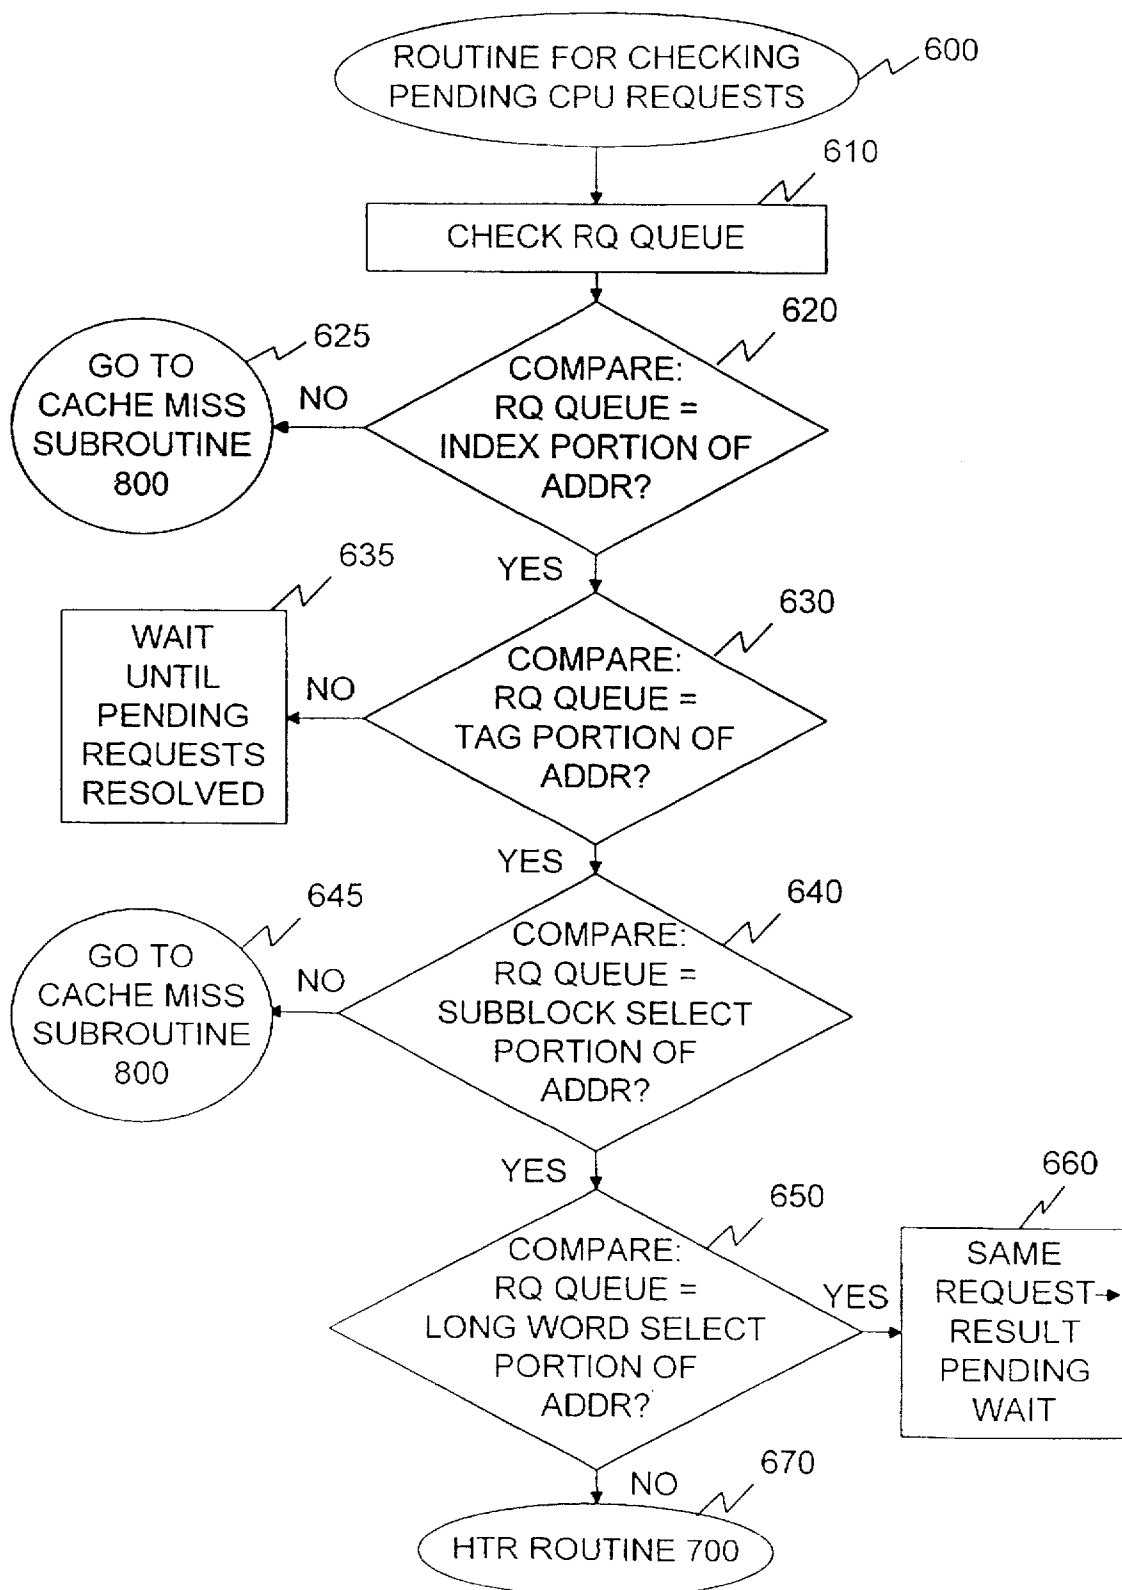 ROUTINE FOR CHECKING
PENDING CPU REQUESTS
600
610
CHECK RQ QUEUE
620
COMPARE:
RQ QUEUE =
INDEX PORTION OF
ADDR?
NO
625
GO TO
CACHE MISS
SUBROUTINE
800
YES
630
COMPARE:
RQ QUEUE =
TAG PORTION OF
ADDR?
NO
635
WAIT
UNTIL
PENDING
REQUESTS
RESOLVED
YES
640
COMPARE:
RQ QUEUE =
SUBBLOCK SELECT
PORTION OF
ADDR?
NO
645
GO TO
CACHE MISS
SUBROUTINE
800
YES
650
COMPARE:
RQ QUEUE =
LONG WORD SELECT
PORTION OF
ADDR?
YES
660
SAME
REQUEST→
RESULT
PENDING
WAIT
NO
670
HTR ROUTINE 700